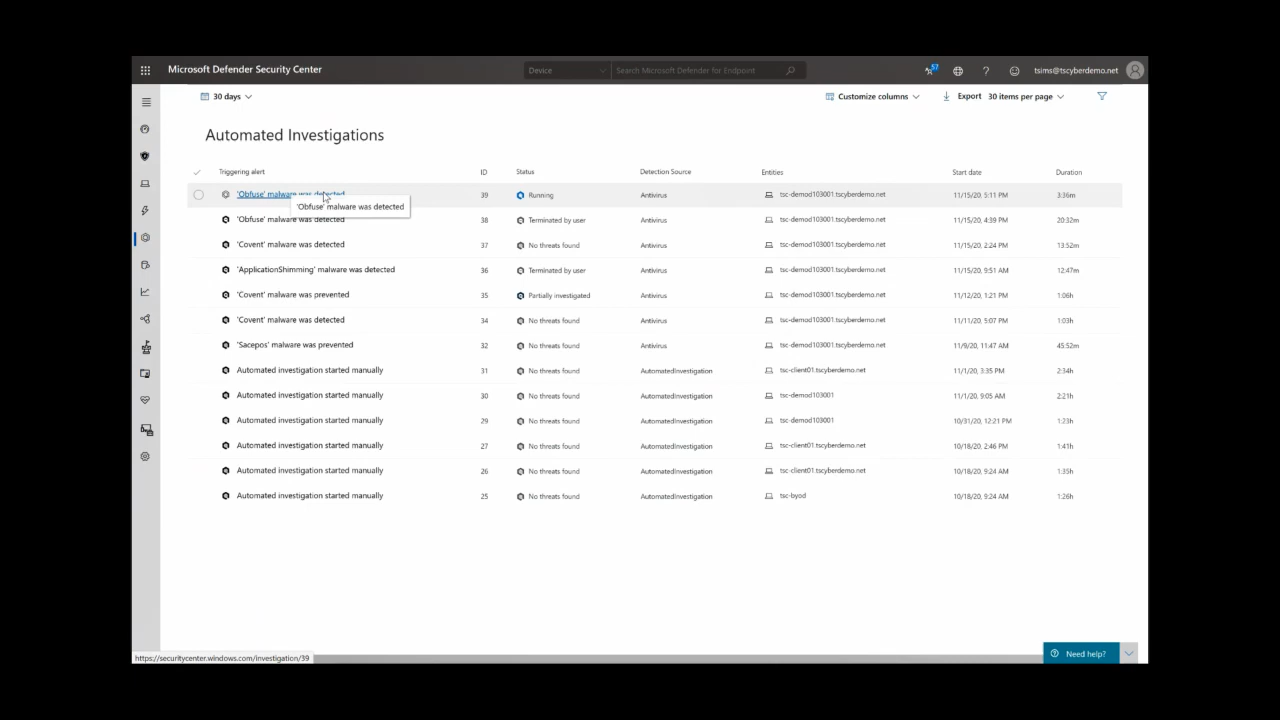 Microsoft Defender Security Center Device Search Microsoft Defender for Endpoint 57 ? tsims@tscyberdemo.net
30 days Customize columns Export 30 items per page
Automated Investigations
Triggering alert ID Status Detection Source Entities Start date Duration
'Obfuse' malware was detected 39 Running Antivirus tsc-demod103001.tscyberdemo.net 11/15/20, 5:11 PM 3:36m
'Obfuse' malware was detected
'Obfuse' malware was detected 38 Terminated by user Antivirus tsc-demod103001.tscyberdemo.net 11/15/20, 4:39 PM 20:32m
'Covent' malware was detected 37 No threats found Antivirus tsc-demod103001.tscyberdemo.net 11/15/20, 2:24 PM 13:52m
'ApplicationShimming' malware was detected 36 Terminated by user Antivirus tsc-demod103001.tscyberdemo.net 11/15/20, 9:51 AM 12:47m
'Covent' malware was prevented 35 Partially investigated Antivirus tsc-demod103001.tscyberdemo.net 11/12/20, 1:21 PM 1:06h
'Covent' malware was detected 34 No threats found Antivirus tsc-demod103001.tscyberdemo.net 11/11/20, 5:07 PM 1:03h
'Sacepos' malware was prevented 32 No threats found Antivirus tsc-demod103001.tscyberdemo.net 11/9/20, 11:47 AM 45:52m
Automated investigation started manually 31 No threats found AutomatedInvestigation tsc-client01.tscyberdemo.net 11/1/20, 3:35 PM 2:34h
Automated investigation started manually 30 No threats found AutomatedInvestigation tsc-demod103001 11/1/20, 9:05 AM 2:21h
Automated investigation started manually 29 No threats found AutomatedInvestigation tsc-demod103001 10/31/20, 12:21 PM 1:23h
Automated investigation started manually 27 No threats found AutomatedInvestigation tsc-client01.tscyberdemo.net 10/18/20, 2:46 PM 1:41h
Automated investigation started manually 26 No threats found AutomatedInvestigation tsc-client01.tscyberdemo.net 10/18/20, 9:24 AM 1:35h
Automated investigation started manually 25 No threats found AutomatedInvestigation tsc-byod 10/18/20, 9:24 AM 1:26h
Need help?
https://securitycenter.windows.com/investigation/39